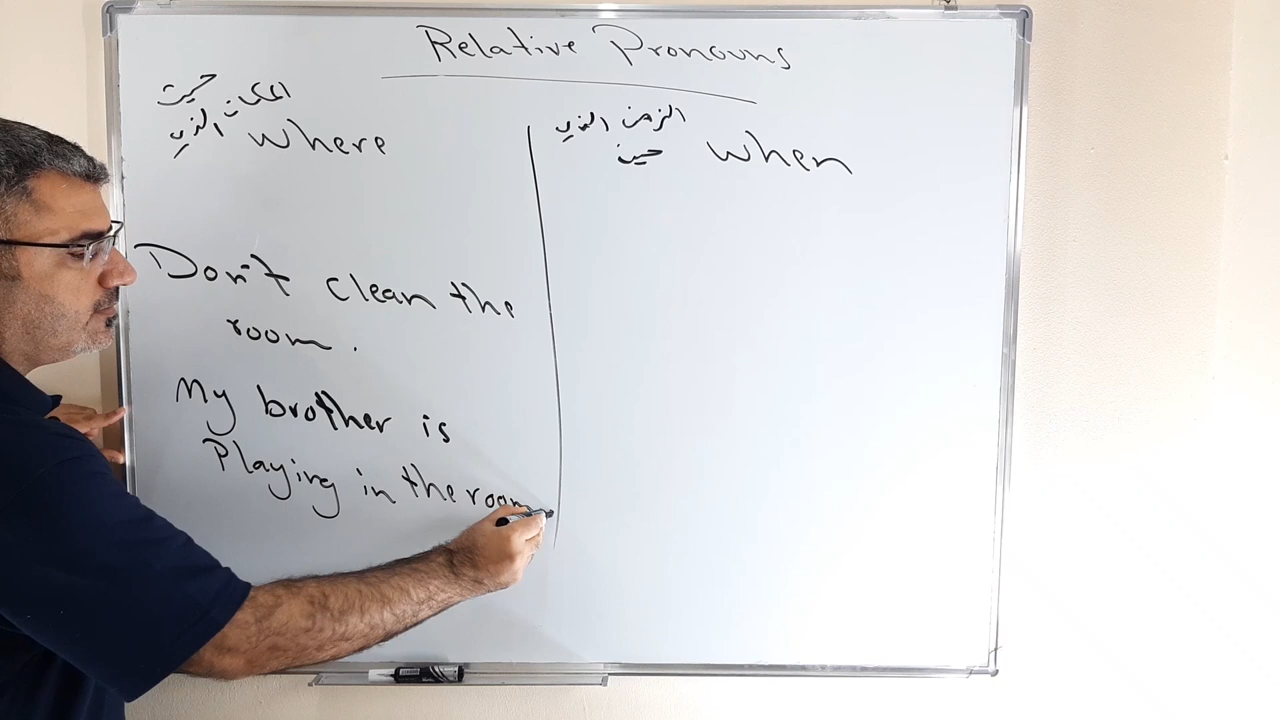 Relative Pronouns
حيث
المكان الذي where
الزمن الذي
حين when
Don't clean the
room.
My brother is
Playing in the room